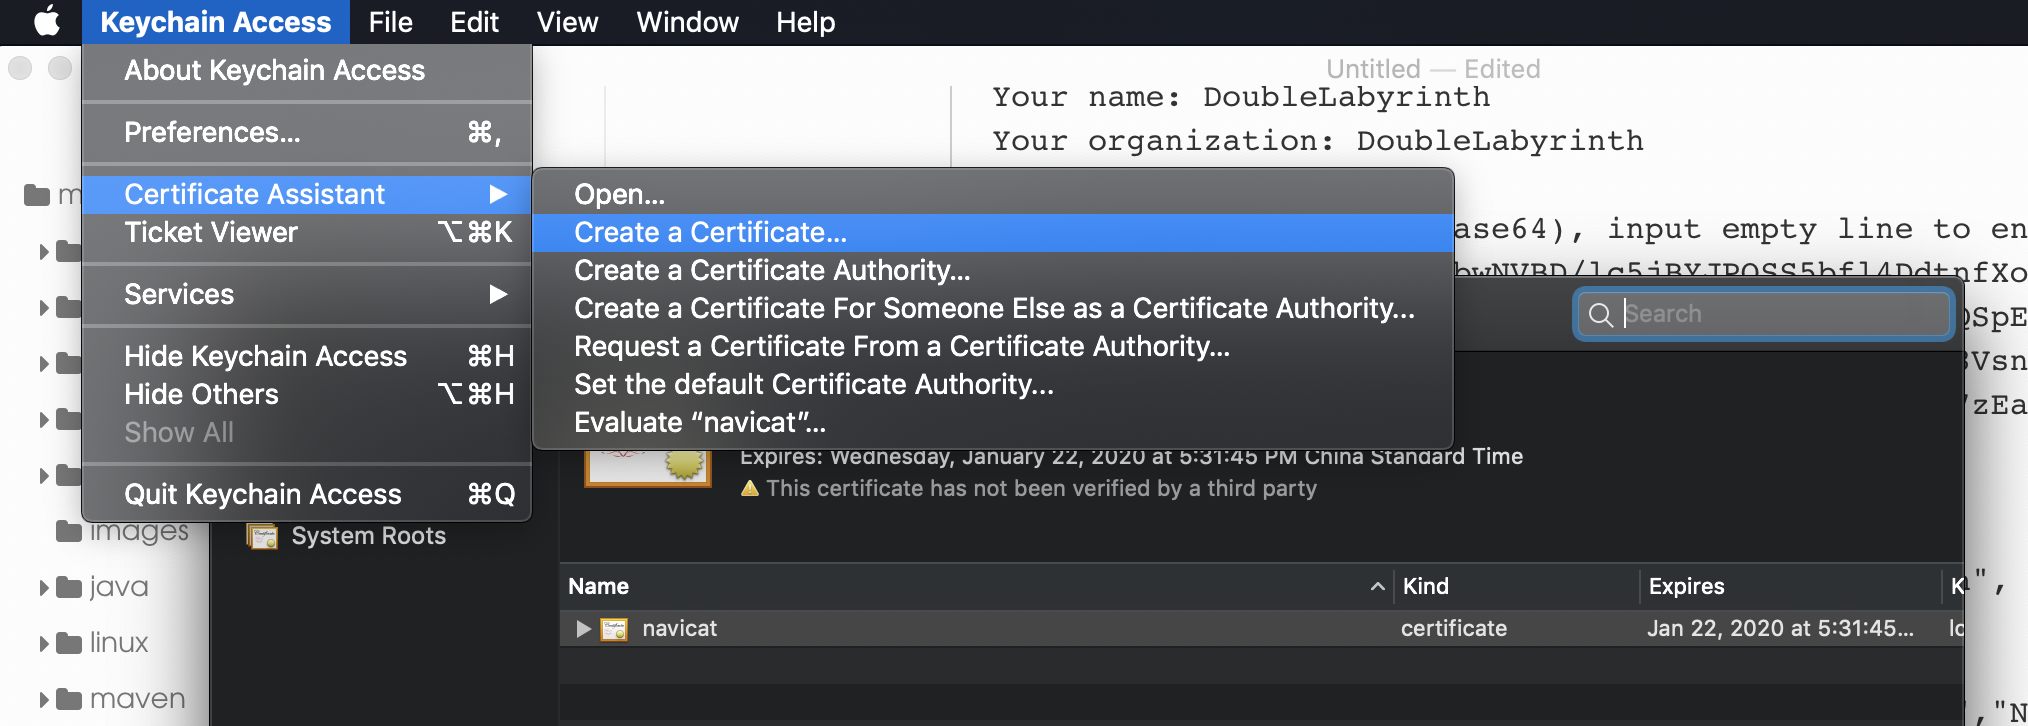 Keychain Access File Edit View Window Help
About Keychain Access
Preferences... ⌘,
Certificate Assistant ▶
Ticket Viewer ⌥⌘K
Services ▶
Hide Keychain Access ⌘H
Hide Others ⌥⌘H
Show All
Quit Keychain Access ⌘Q
Open...
Create a Certificate...
Create a Certificate Authority...
Create a Certificate For Someone Else as a Certificate Authority...
Request a Certificate From a Certificate Authority...
Set the default Certificate Authority...
Evaluate “navicat”...
Untitled — Edited
Your name: DoubleLabyrinth
Your organization: DoubleLabyrinth
ase64), input empty line to en
QSpE
Vsn
zEa
Search
Expires: Wednesday, January 22, 2020 at 5:31:45 PM China Standard Time
This certificate has not been verified by a third party
System Roots
Name Kind Expires K
navicat certificate Jan 22, 2020 at 5:31:45... lo
",
","N
m
images
java
linux
maven